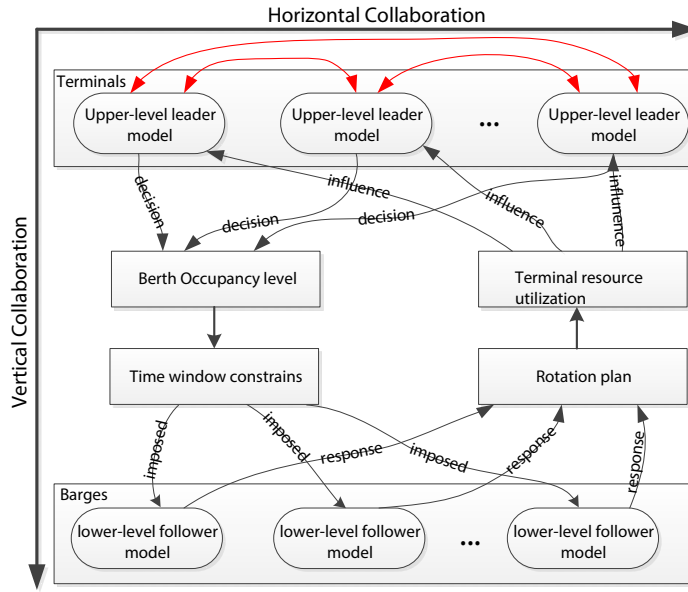 Horizontal Collaboration
Vertical Collaboration
Terminals
Upper-level leader
model
Upper-level leader
model
...
Upper-level leader
model
decision
decision
decision
influence
influence
influnence
Berth Occupancy level
Terminal resource
utilization
Time window constrains
Rotation plan
imposed
imposed
imposed
response
response
response
Barges
lower-level follower
model
lower-level follower
model
...
lower-level follower
model